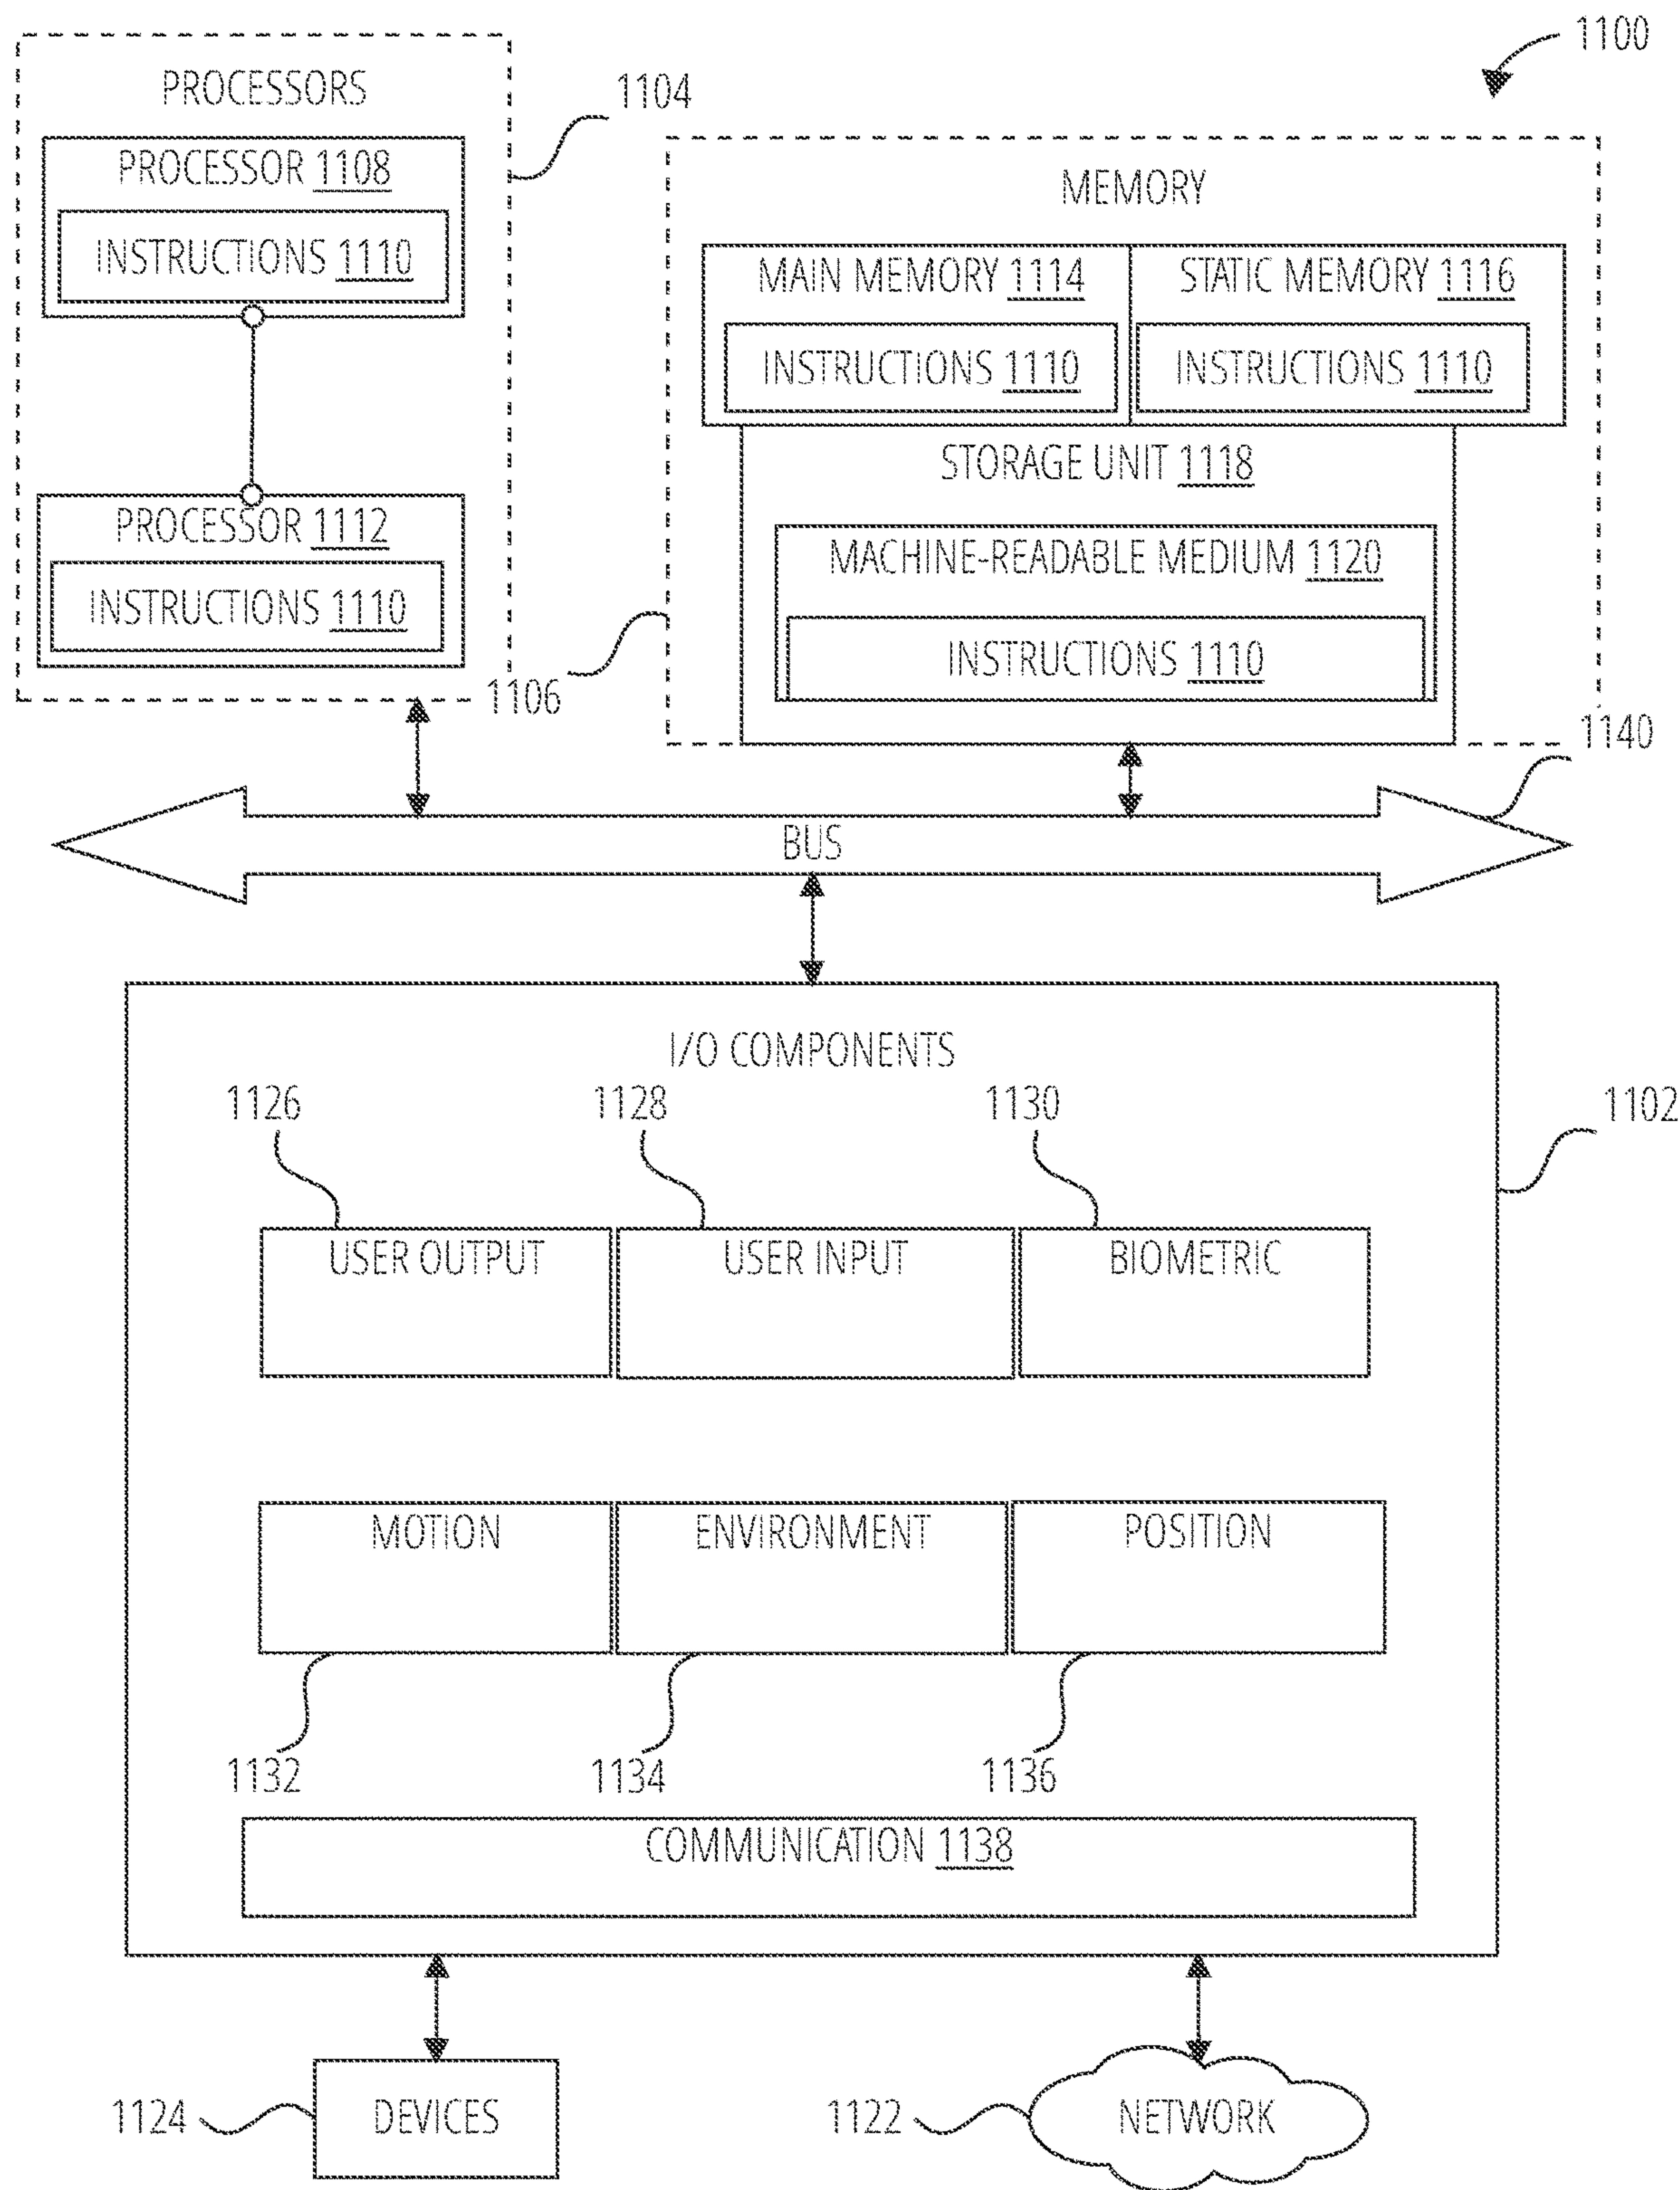 1100
PROCESSORS
1104
PROCESSOR 1108
INSTRUCTIONS 1110
PROCESSOR 1112
INSTRUCTIONS 1110
MEMORY
MAIN MEMORY 1114
STATIC MEMORY 1116
INSTRUCTIONS 1110
INSTRUCTIONS 1110
STORAGE UNIT 1118
MACHINE-READABLE MEDIUM 1120
INSTRUCTIONS 1110
1106
1140
BUS
I/O COMPONENTS
1102
1126
1128
1130
USER OUTPUT
USER INPUT
BIOMETRIC
MOTION
ENVIRONMENT
POSITION
1132
1134
1136
COMMUNICATION 1138
1124
DEVICES
1122
NETWORK